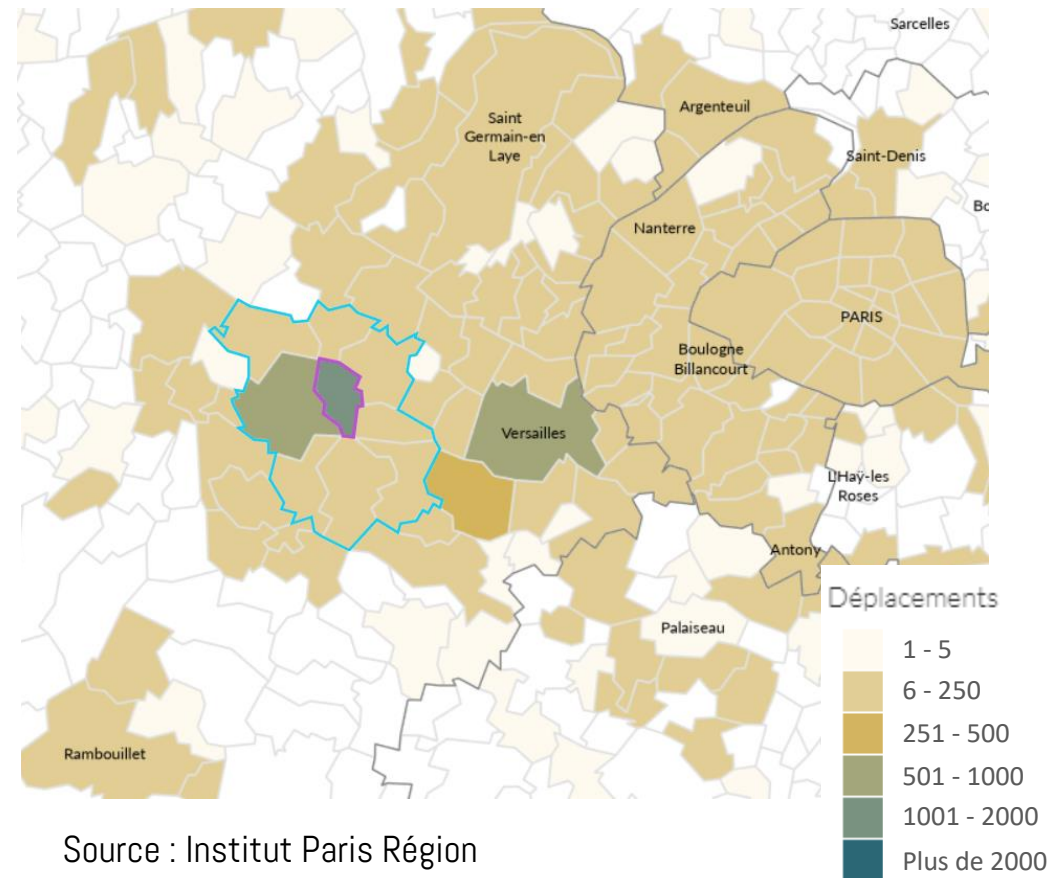 Sarcelles
Argenteuil
Saint
Germain-en
Laye
Saint-Denis
Bo
Nanterre
PARIS
Boulogne
Billancourt
Versailles
L'Haÿ-les
Roses
Antony
Palaiseau
Rambouillet
Déplacements
1 - 5
6 - 250
251 - 500
501 - 1000
1001 - 2000
Plus de 2000
Source : Institut Paris Région